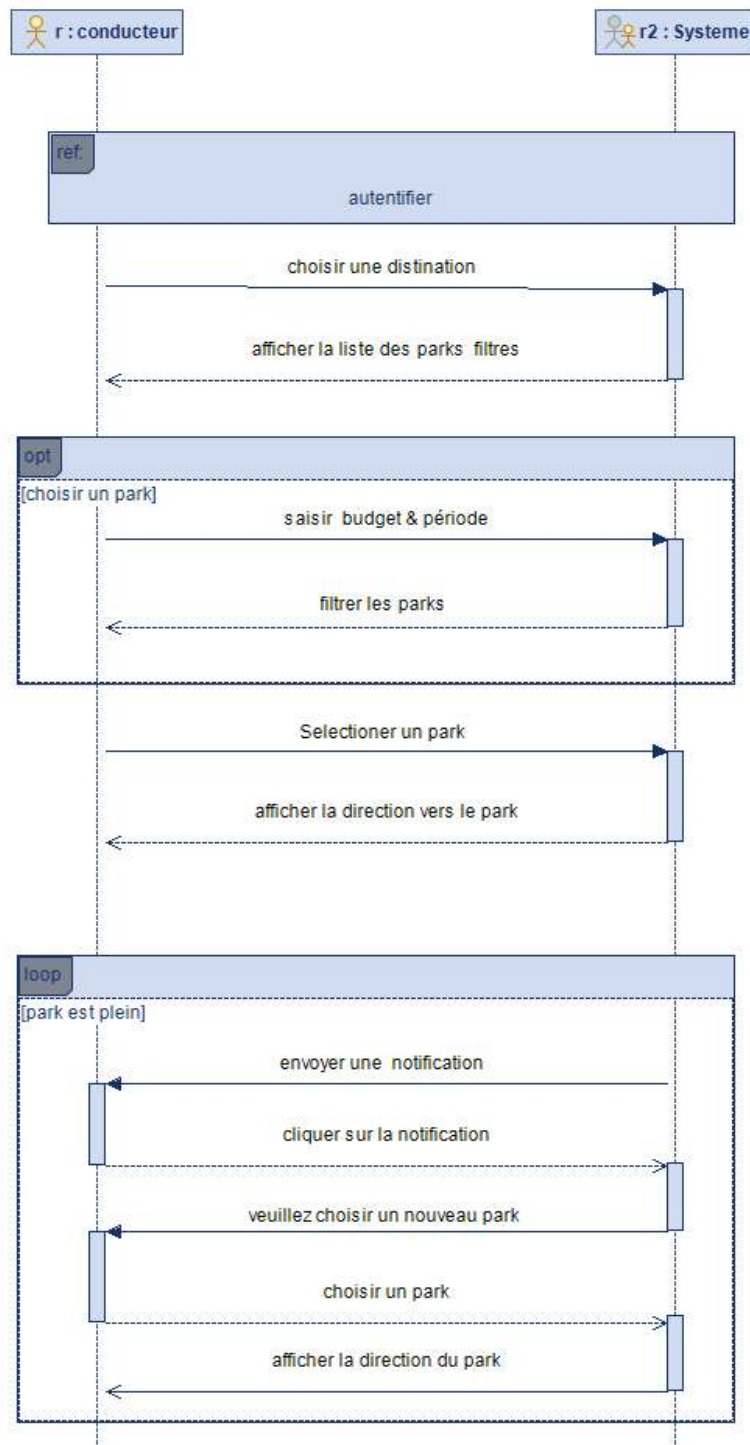 r : conducteur
r2 : Systeme
ref:
autentifier
choisir une distination
afficher la liste des parks filtres
opt
[choisir un park]
saisir budget & période
filtrer les parks
Selectioner un park
afficher la direction vers le park
loop
[park est plein]
envoyer une notification
cliquer sur la notification
veuillez choisir un nouveau park
choisir un park
afficher la direction du park